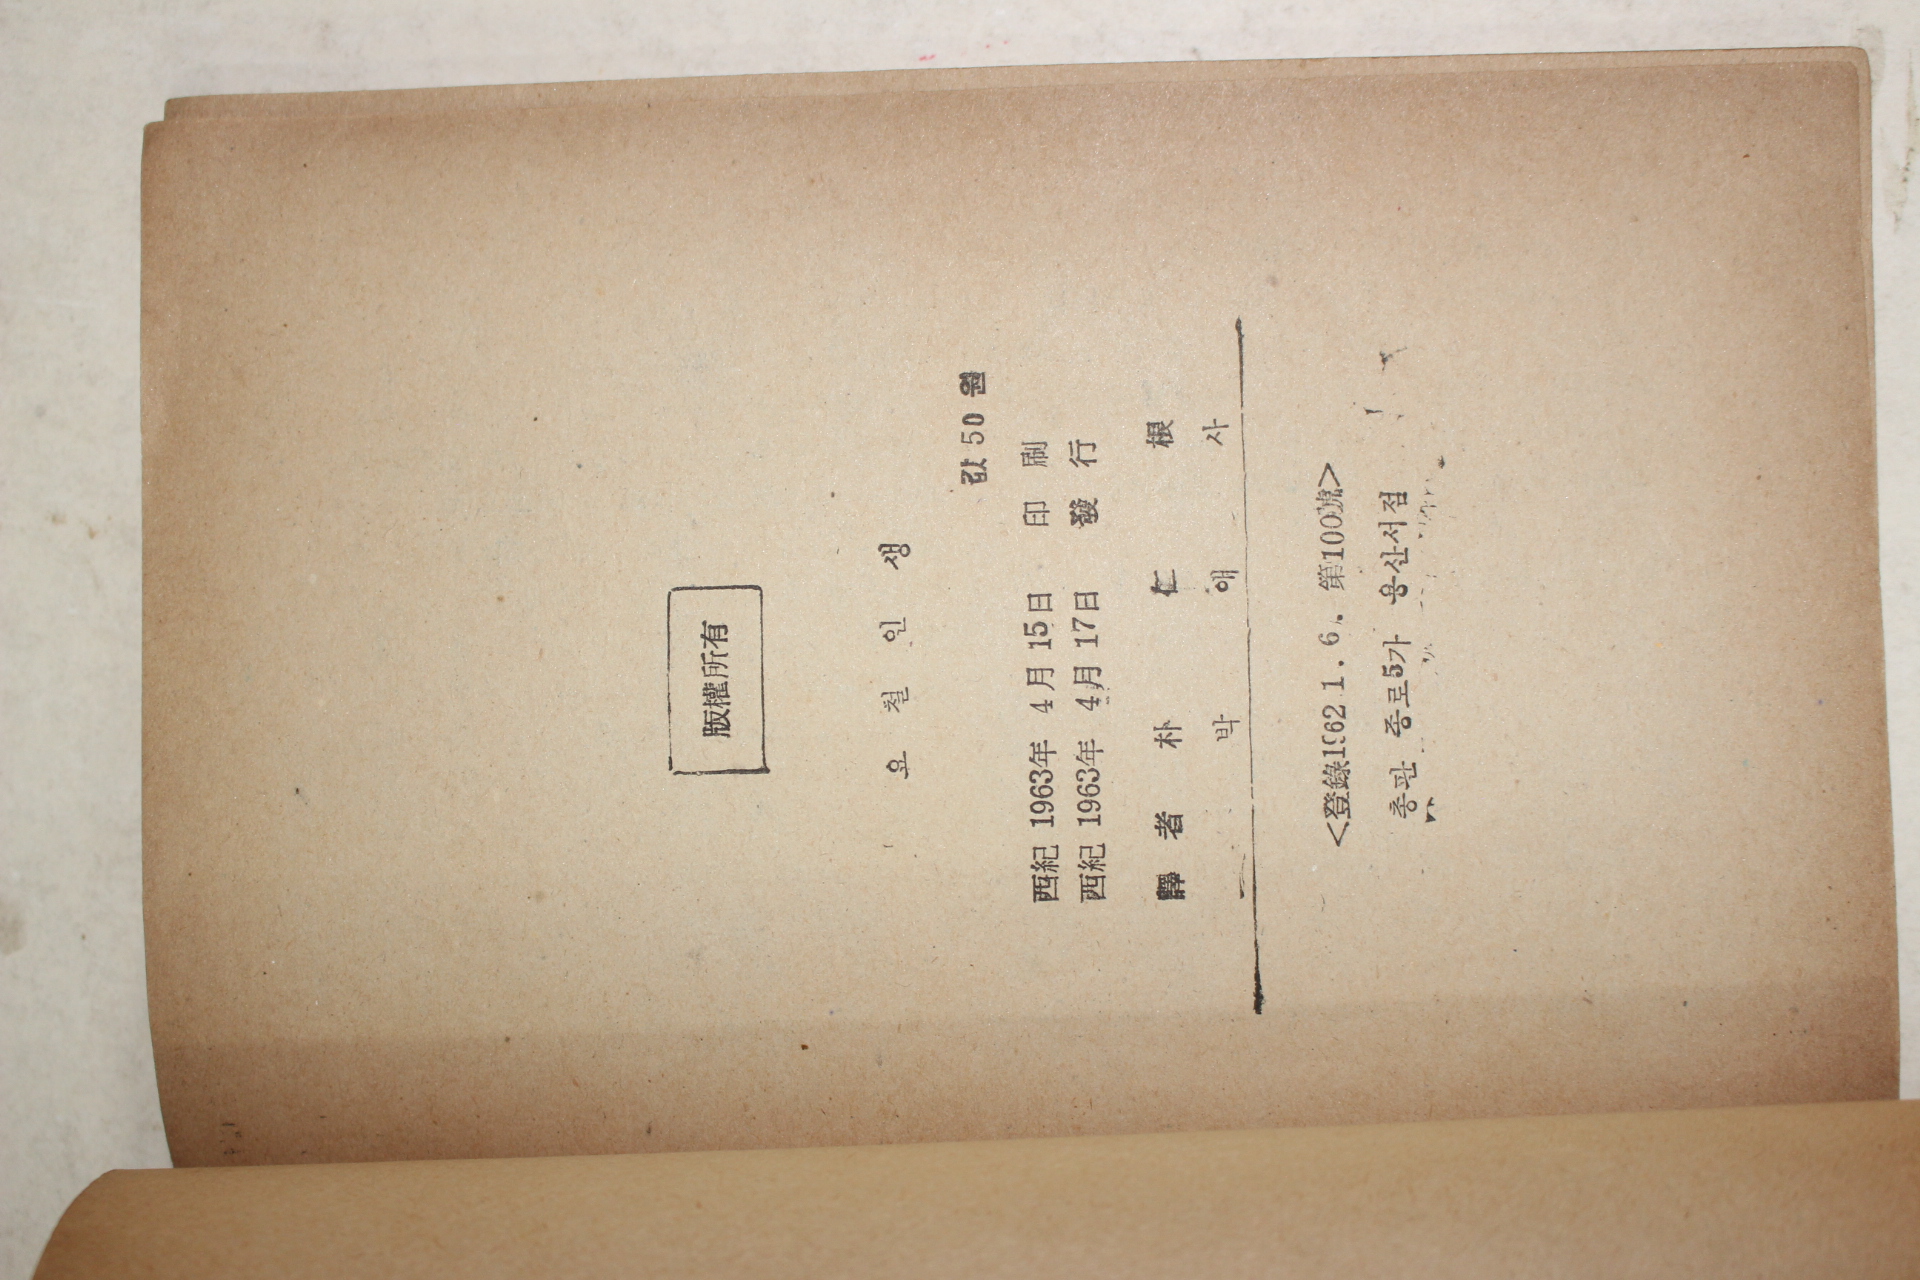 版權所有
요철인생
값 50 원
西紀 1963年 4月 15日 印刷
西紀 1963年 4月 17日 發行
譯者 朴仁根
박애사
<登錄1962.1.6. 第100號>
총판 종로5가 용산서점